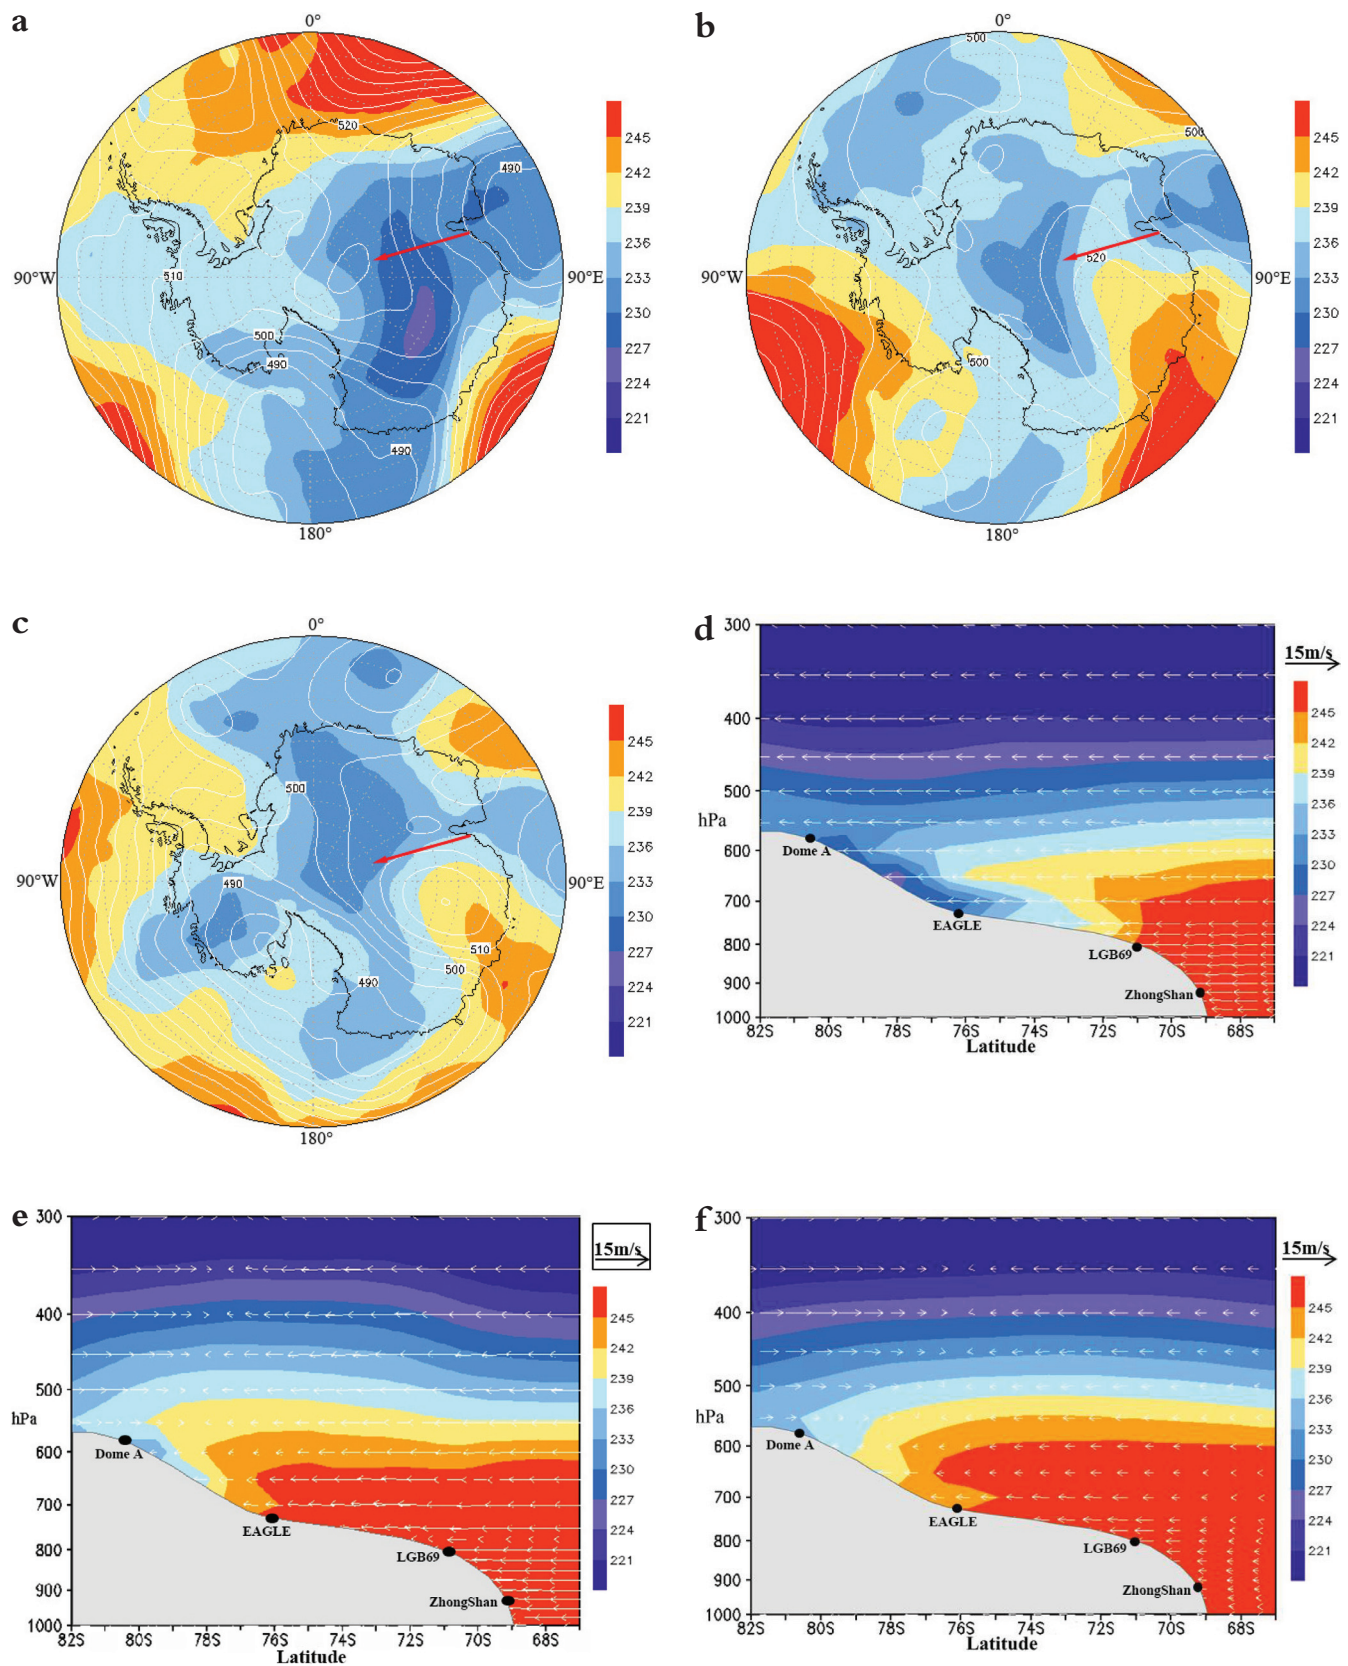 a
0°
520
490
510
500
490
490
90°W
90°E
180°
245
242
239
236
233
230
227
224
221
b
0°
500
500
520
500
90°W
90°E
180°
245
242
239
236
233
230
227
224
221
c
0°
500
490
510
500
490
90°W
90°E
180°
245
242
239
236
233
230
227
224
221
d
300
400
500
hPa
600
700
800
900
1000
Dome A
EAGLE
LGB69
ZhongShan
82S 80S 78S 76S 74S 72S 70S 68S
Latitude
15m/s
245
242
239
236
233
230
227
224
221
e
300
400
500
hPa
600
700
800
900
1000
Dome A
EAGLE
LGB69
ZhongShan
82S 80S 78S 76S 74S 72S 70S 68S
Latitude
15m/s
245
242
239
236
233
230
227
224
221
f
300
400
500
hPa
600
700
800
900
1000
Dome A
EAGLE
LGB69
ZhongShan
82S 80S 78S 76S 74S 72S 70S 68S
Latitude
15m/s
245
242
239
236
233
230
227
224
221